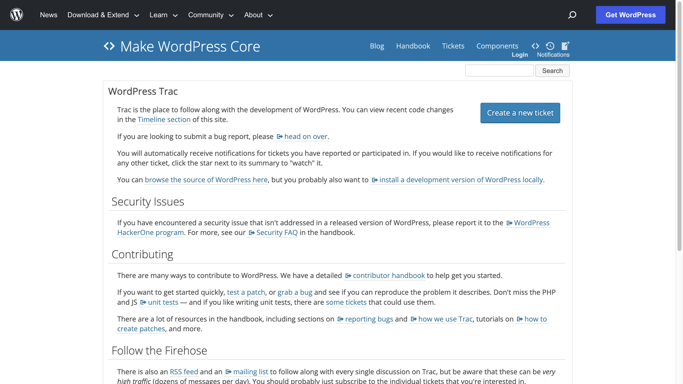 News Download & Extend Learn Community About Get WordPress
Make WordPress Core
Blog Handbook Tickets Components
Login Notifications
Search
WordPress Trac
Trac is the place to follow along with the development of WordPress. You can view recent code changes
in the Timeline section of this site.
Create a new ticket
If you are looking to submit a bug report, please head on over.
You will automatically receive notifications for tickets you have reported or participated in. If you would like to receive notifications for
any other ticket, click the star next to its summary to "watch" it.
You can browse the source of WordPress here, but you probably also want to install a development version of WordPress locally.
Security Issues
If you have encountered a security issue that isn't addressed in a released version of WordPress, please report it to the WordPress
HackerOne program. For more, see our Security FAQ in the handbook.
Contributing
There are many ways to contribute to WordPress. We have a detailed contributor handbook to help get you started.
If you want to get started quickly, test a patch, or grab a bug and see if you can reproduce the problem it describes. Don't miss the PHP
and JS unit tests — and if you like writing unit tests, there are some tickets that could use them.
There are a lot of resources in the handbook, including sections on reporting bugs and how we use Trac, tutorials on how to
create patches, and more.
Follow the Firehose
There is also an RSS feed and an mailing list to follow along with every single discussion on Trac, but be aware that these can be very
high traffic (dozens of messages per day). You should probably just subscribe to the individual tickets that you're interested in.